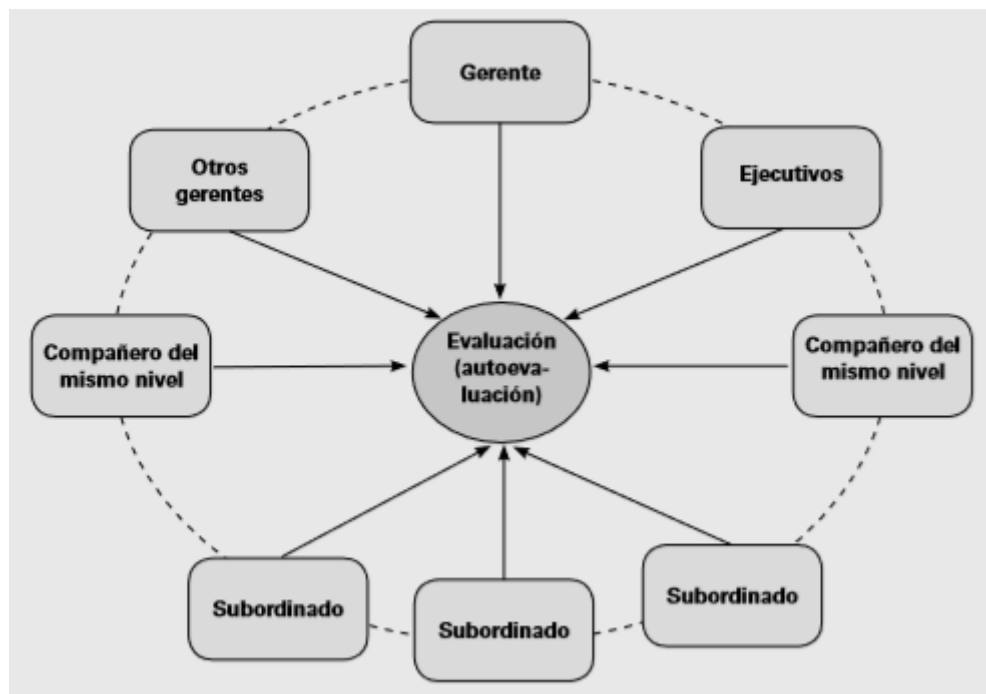 Gerente
Otros
gerentes
Ejecutivos
Compañero del
mismo nivel
Evaluación
(autoeva-
luación)
Compañero del
mismo nivel
Subordinado
Subordinado
Subordinado